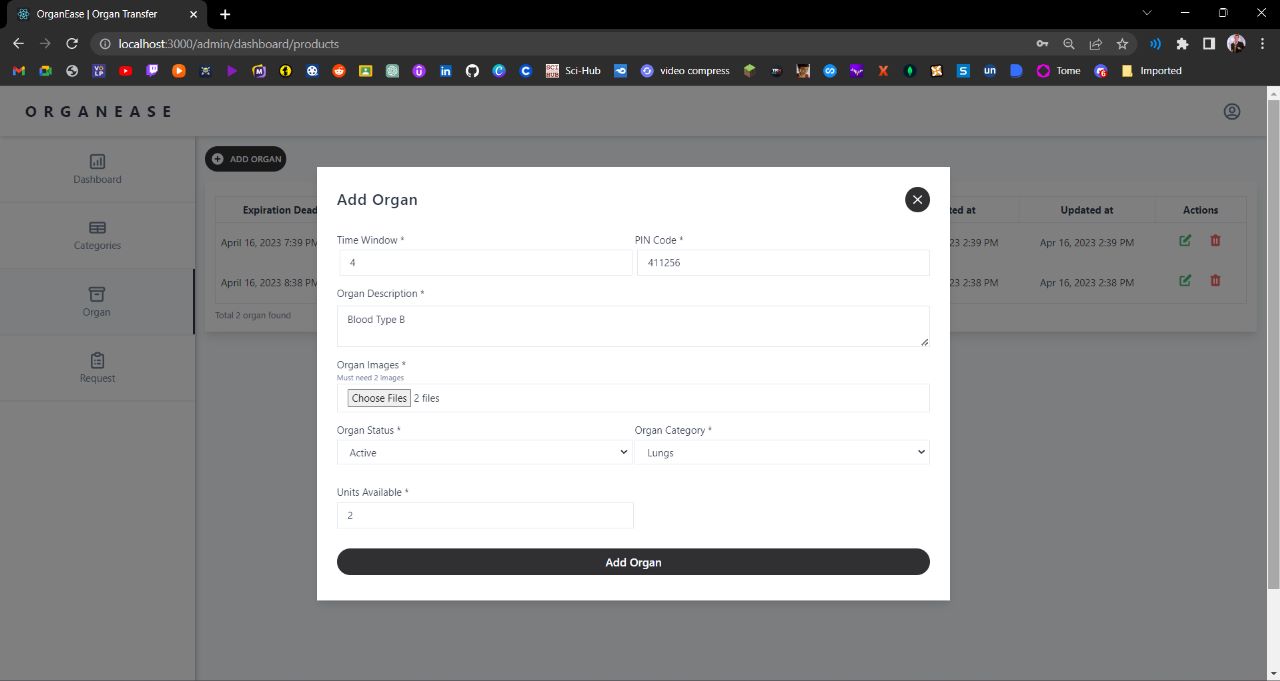 OrganEase | Organ Transfer
localhost:3000/admin/dashboard/products
Sci-Hub
video compress
Tome
Imported
ORGANEASE
Dashboard
Categories
Organ
Request
ADD ORGAN
Expiration Dead
ted at
Updated at
Actions
April 16, 2023 7:39 PM
23 2:39 PM
Apr 16, 2023 2:39 PM
April 16, 2023 8:38 PM
23 2:38 PM
Apr 16, 2023 2:38 PM
Total 2 organ found
Add Organ
Time Window *
PIN Code *
4
411256
Organ Description *
Blood Type B
Organ Images *
Must need 2 images
Choose Files 2 files
Organ Status *
Organ Category *
Active
Lungs
Units Available *
2
Add Organ